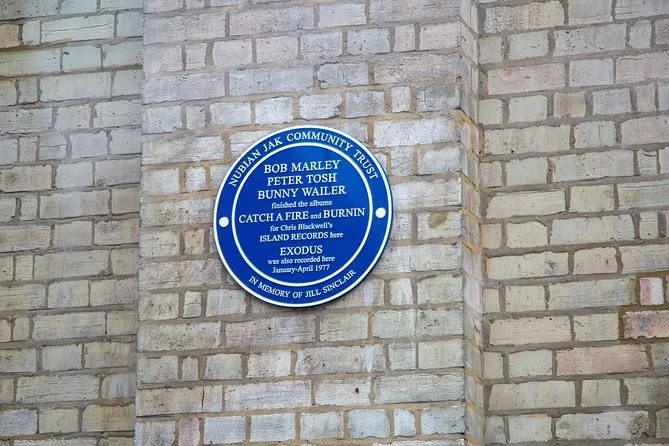 NUBIAN JAK COMMUNITY TRUST
BOB MARLEY
PETER TOSH
BUNNY WAILER
finished the albums
CATCH A FIRE and BURNIN
for Chris Blackwell's
ISLAND RECORDS here
EXODUS
was also recorded here
January-April 1977
IN MEMORY OF JILL SINCLAIR